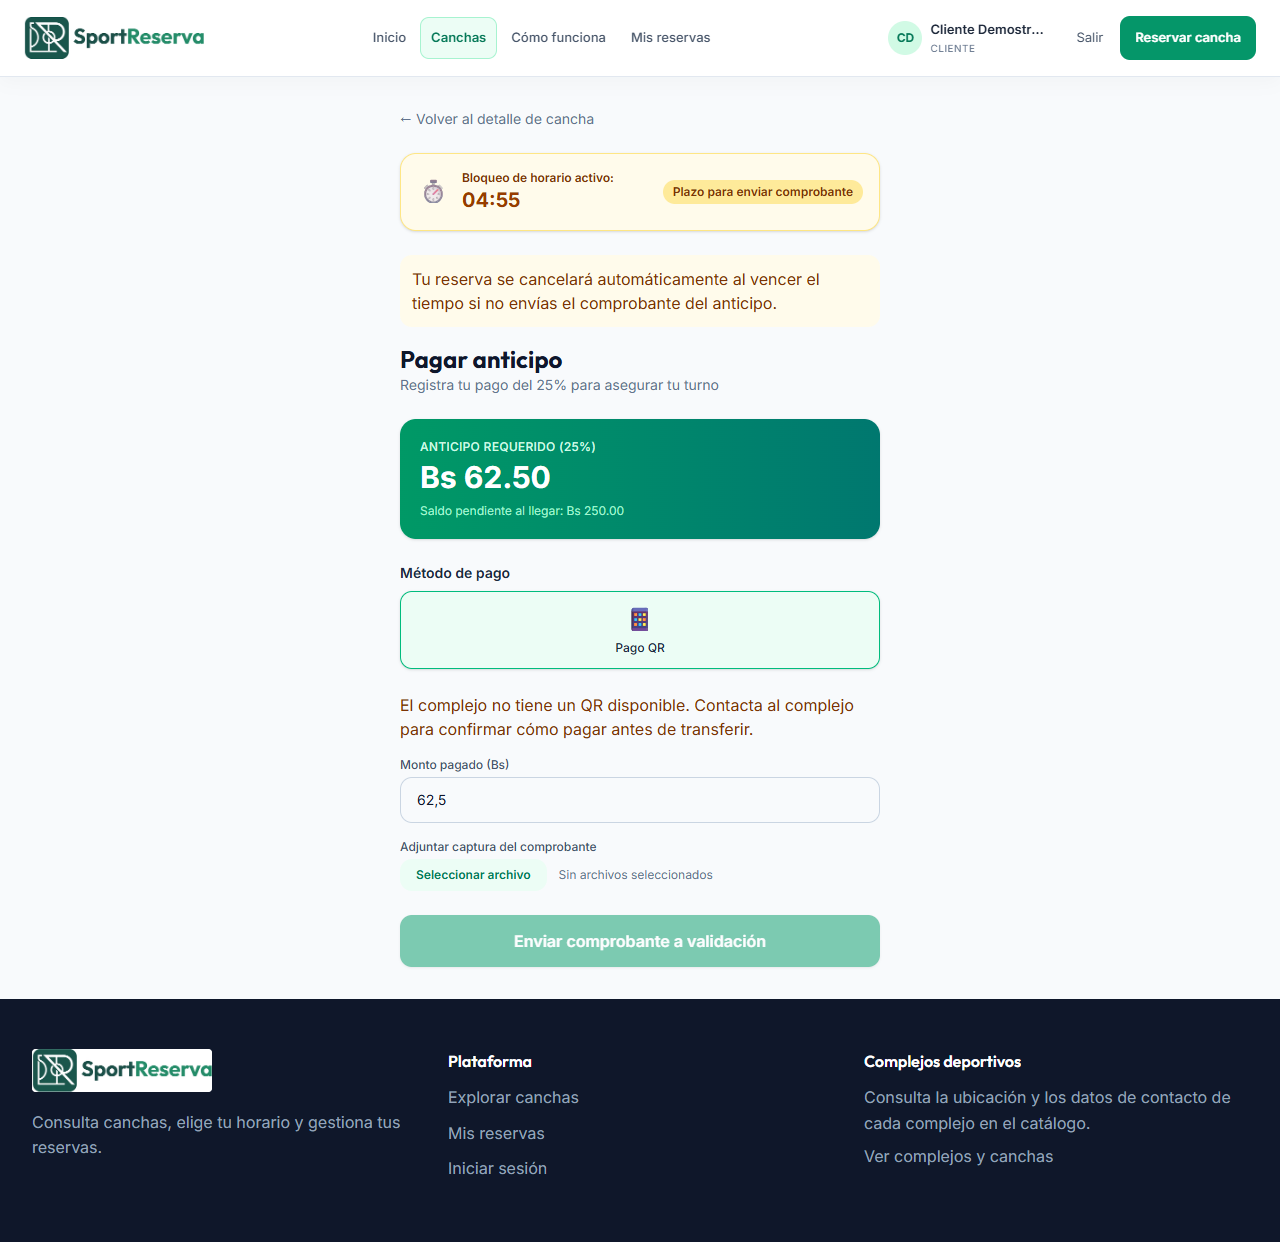 SportReserva
Inicio
Canchas
Cómo funciona
Mis reservas
CD
Cliente Demostr...
CLIENTE
Salir
Reservar cancha
← Volver al detalle de cancha
Bloqueo de horario activo:
04:55
Plazo para enviar comprobante
Tu reserva se cancelará automáticamente al vencer el
tiempo si no envías el comprobante del anticipo.
Pagar anticipo
Registra tu pago del 25% para asegurar tu turno
ANTICIPO REQUERIDO (25%)
Bs 62.50
Saldo pendiente al llegar: Bs 250.00
Método de pago
Pago QR
El complejo no tiene un QR disponible. Contacta al complejo
para confirmar cómo pagar antes de transferir.
Monto pagado (Bs)
62,5
Adjuntar captura del comprobante
Seleccionar archivo
Sin archivos seleccionados
Enviar comprobante a validación
SportReserva
Consulta canchas, elige tu horario y gestiona tus
reservas.
Plataforma
Explorar canchas
Mis reservas
Iniciar sesión
Complejos deportivos
Consulta la ubicación y los datos de contacto de
cada complejo en el catálogo.
Ver complejos y canchas